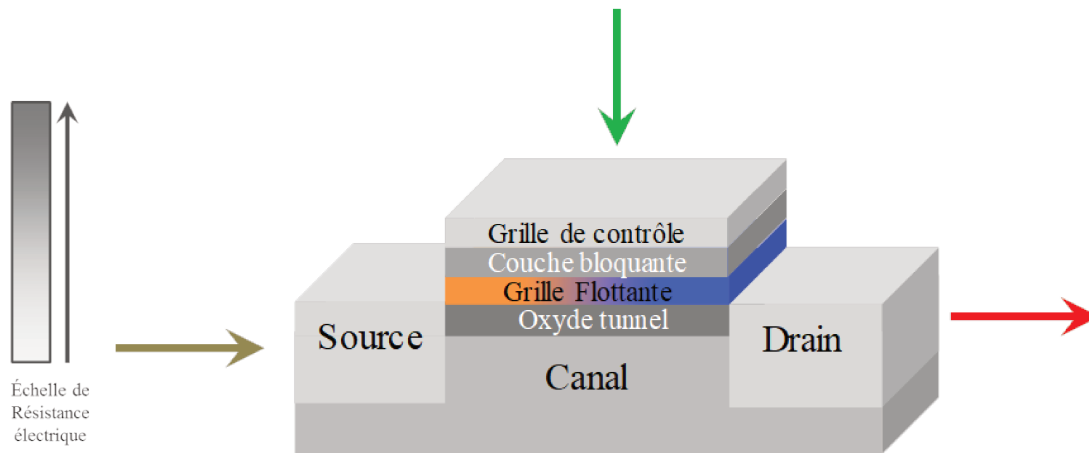 Grille de contrôle
Couche bloquante
Grille Flottante
Oxyde tunnel
Source
Drain
Canal
Échelle de
Résistance
électrique